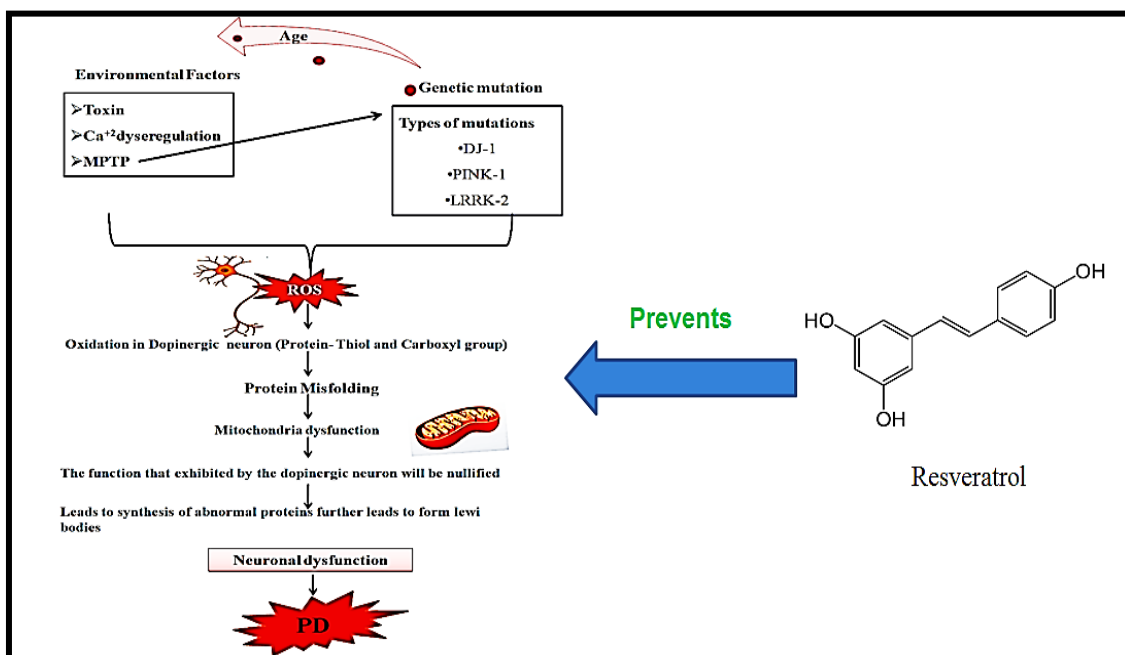 Age
Environmental Factors
➢Toxin
➢Ca⁺²dyseregulation
➢MPTP
Genetic mutation
Types of mutations
•DJ-1
•PINK-1
•LRRK-2
ROS
Oxidation in Dopinergic neuron (Protein- Thiol and Carboxyl group)
Protein Misfolding
Mitochondria dysfunction
The function that exhibited by the dopinergic neuron will be nullified
Leads to synthesis of abnormal proteins further leads to form lewi
bodies
Neuronal dysfunction
PD
Prevents
OH
HO
OH
Resveratrol